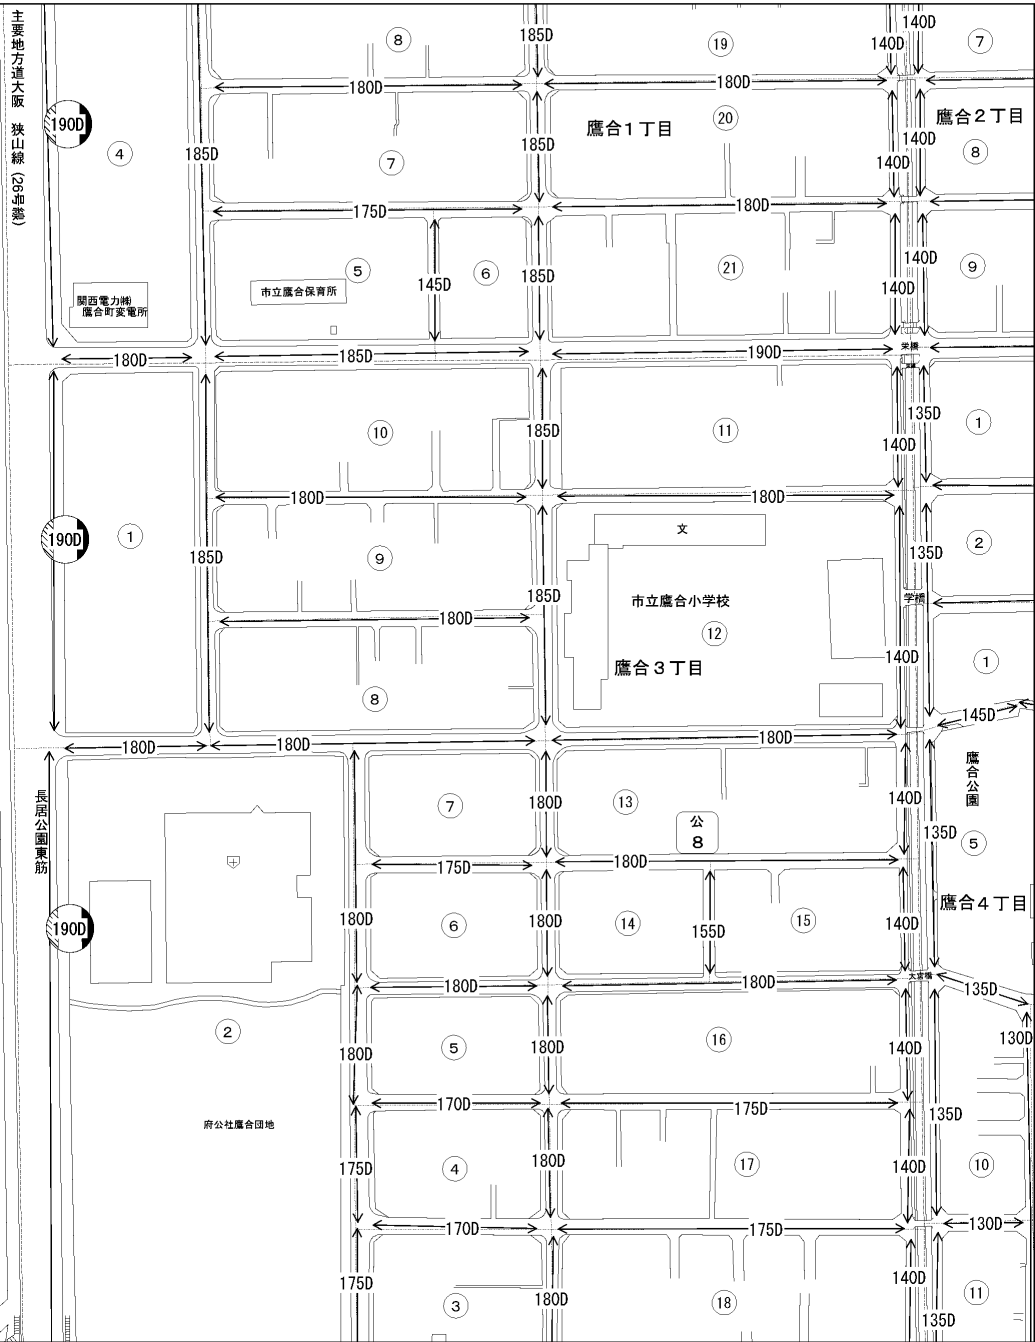 主要地方道大阪　狭山線（26号線）
⑧
185D
⑲
140D
140D
⑦
180D
180D
190D
④
185D
⑦
185D
鷹合１丁目
⑳
140D
140D
鷹合２丁目
⑧
175D
180D
関西電力㈱
鷹合町変電所
⑤
市立鷹合保育所
145D
⑥
185D
㉑
140D
140D
⑨
180D
185D
190D
栄橋
⑩
185D
⑪
140D
135D
①
180D
180D
190D
①
185D
⑨
185D
文
市立鷹合小学校
⑫
鷹合３丁目
135D
②
学橋
180D
⑧
140D
①
145D
180D
180D
180D
長居公園東筋
⑦
180D
⑬
公
8
140D
135D
鷹合公園
⑤
175D
180D
190D
180D
⑥
180D
⑭
155D
⑮
140D
鷹合４丁目
180D
180D
大宮橋
135D
②
180D
⑤
180D
⑯
140D
130D
170D
175D
135D
府公社鷹合団地
175D
④
180D
⑰
140D
⑩
170D
175D
130D
175D
③
180D
⑱
140D
135D
⑪